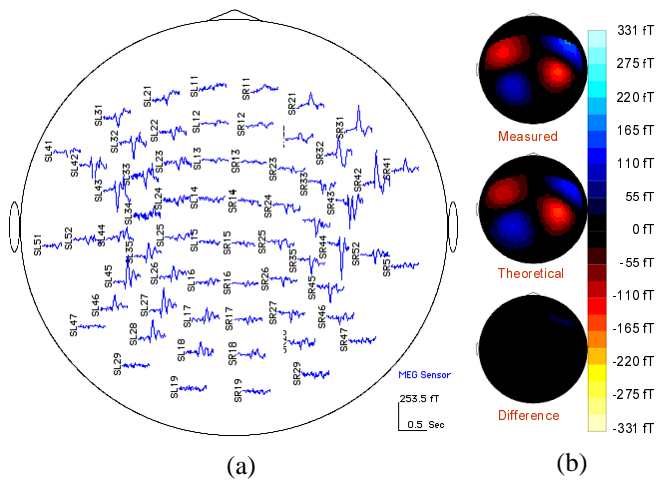 SL11
SR11
SL21
SR21
SL31
SL12
SR12
SR31
SL22
SL32
SL41
SR32
SL42
SL23
SL13
SR13
SR23
SR42
SR41
SL33
SR33
SL43
SR43
SL24
SL14
SR14
SR24
SL34
SL51
SL52
SL44
SL25
SL15
SR15
SR25
SR44
SL35
SR35
SR52
SR5
SL45
SL26
SL16
SR16
SR26
SR45
SL46
SL27
SL17
SR17
SR27
SR46
SL47
SL28
SL18
SR18
SR47
SL29
SR29
SL19
SR19
MEG Sensor
253.5 fT
0.5 Sec
(a)
Measured
Theoretical
Difference
331 fT
275 fT
220 fT
165 fT
110 fT
55 fT
0 fT
-55 fT
-110 fT
-165 fT
-220 fT
-275 fT
-331 fT
(b)